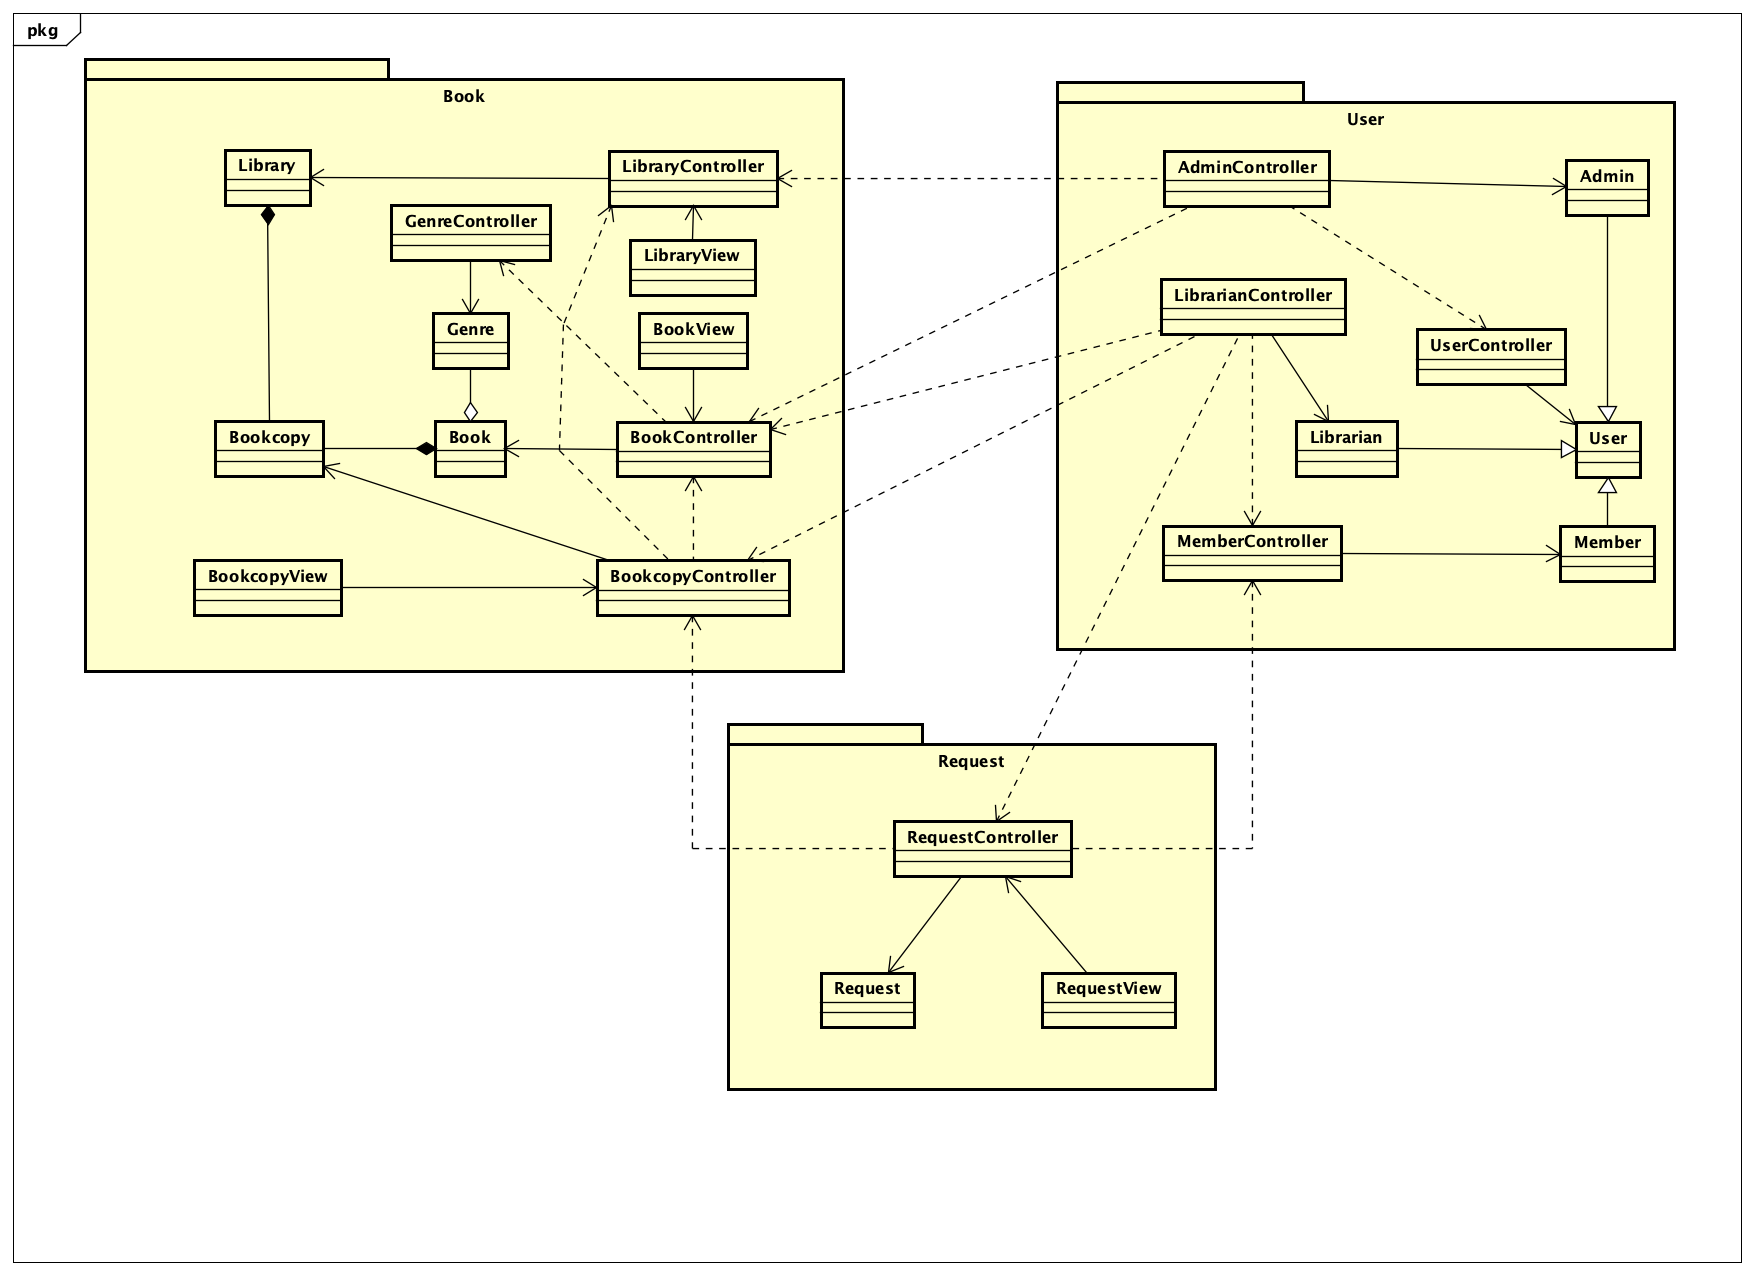 pkg
Book
Library
LibraryController
GenreController
LibraryView
Genre
BookView
Bookcopy
Book
BookController
BookcopyView
BookcopyController
User
AdminController
Admin
LibrarianController
UserController
Librarian
User
MemberController
Member
Request
RequestController
Request
RequestView